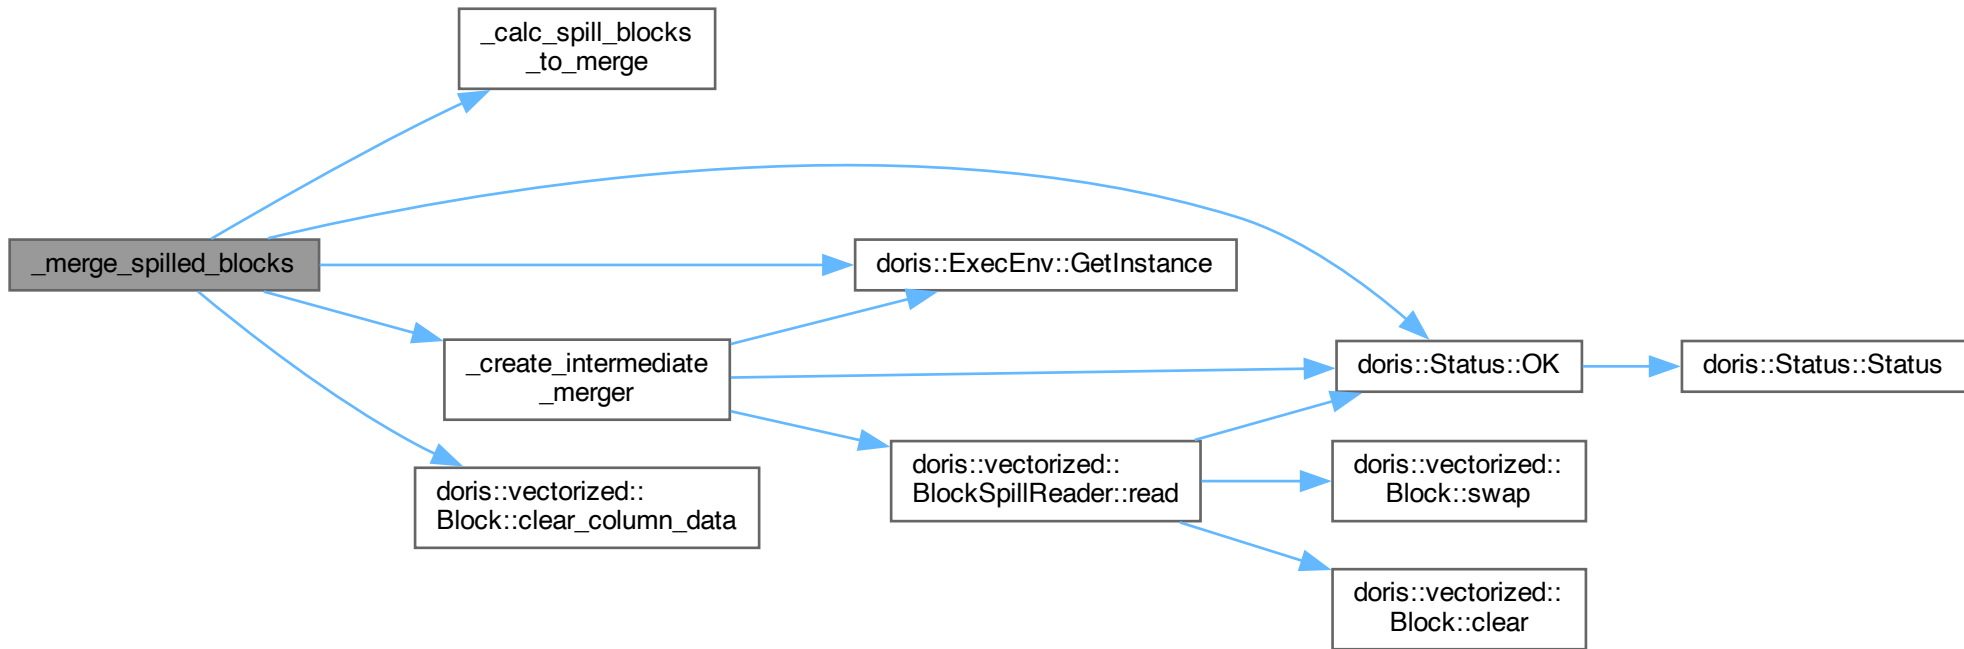 _calc_spill_blocks
_to_merge
_merge_spilled_blocks
doris::ExecEnv::GetInstance
_create_intermediate
_merger
doris::Status::OK
doris::Status::Status
doris::vectorized::
Block::clear_column_data
doris::vectorized::
BlockSpillReader::read
doris::vectorized::
Block::swap
doris::vectorized::
Block::clear